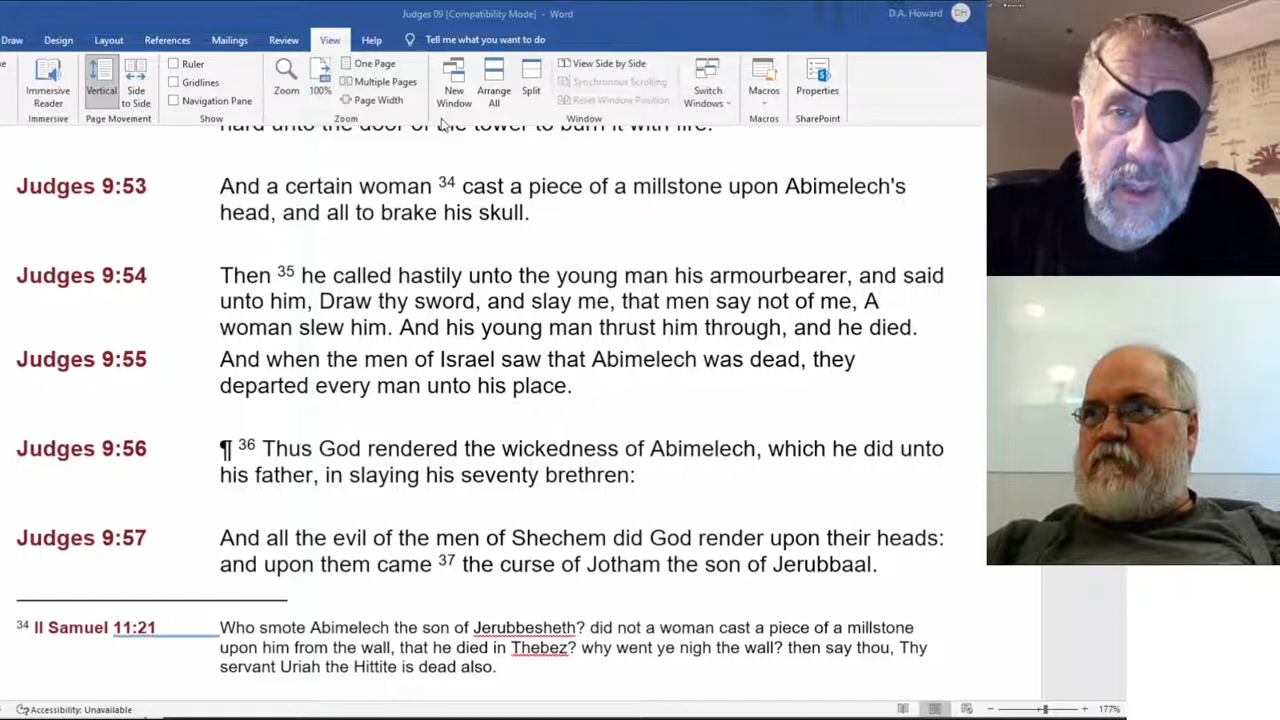 Judges 09 [Compatibility Mode] - Word
D.A. Howard DH
Draw Design Layout References Mailings Review View Help Tell me what you want to do
Immersive Reader
Vertical
Side to Side
Ruler
Gridlines
Navigation Pane
Zoom
100%
One Page
Multiple Pages
Page Width
New Window
Arrange All
Split
View Side by Side
Synchronous Scrolling
Reset Window Position
Switch Windows
Macros
Properties
Immersive Page Movement Show Zoom Window Macros SharePoint
hard unto the door of the tower to burn it with fire.
Judges 9:53 And a certain woman 34 cast a piece of a millstone upon Abimelech's
head, and all to brake his skull.
Judges 9:54 Then 35 he called hastily unto the young man his armourbearer, and said
unto him, Draw thy sword, and slay me, that men say not of me, A
woman slew him. And his young man thrust him through, and he died.
Judges 9:55 And when the men of Israel saw that Abimelech was dead, they
departed every man unto his place.
Judges 9:56 ¶ 36 Thus God rendered the wickedness of Abimelech, which he did unto
his father, in slaying his seventy brethren:
Judges 9:57 And all the evil of the men of Shechem did God render upon their heads:
and upon them came 37 the curse of Jotham the son of Jerubbaal.
34 II Samuel 11:21 Who smote Abimelech the son of Jerubbesheth? did not a woman cast a piece of a millstone
upon him from the wall, that he died in Thebez? why went ye nigh the wall? then say thou, Thy
servant Uriah the Hittite is dead also.
Accessibility: Unavailable
177%